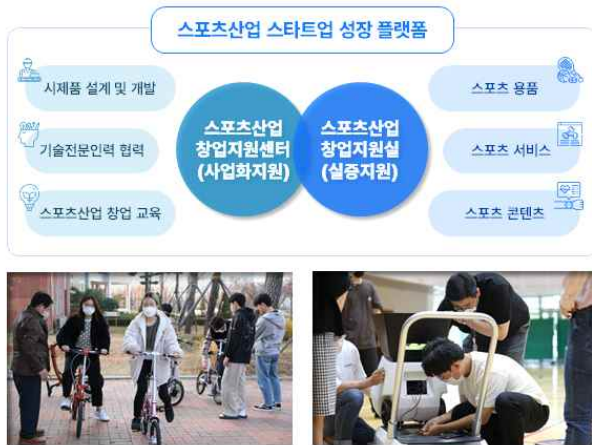 스포츠산업 스타트업 성장 플랫폼
시제품 설계 및 개발
기술전문인력 협력
스포츠산업 창업 교육
스포츠산업
창업지원센터
(사업화지원)
스포츠산업
창업지원실
(실증지원)
스포츠 용품
스포츠 서비스
스포츠 콘텐츠